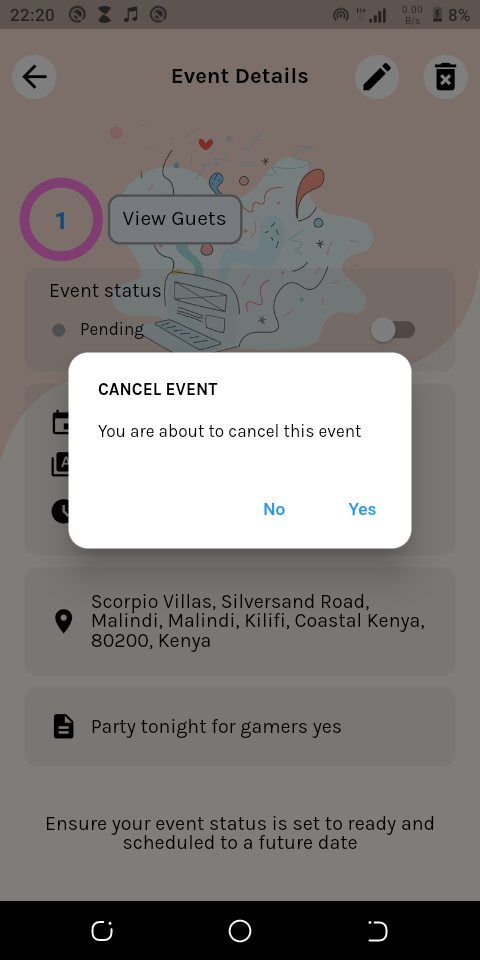 22:20
H+
0.00
B/s
8%
Event Details
1
View Guets
Event status
Pending
CANCEL EVENT
You are about to cancel this event
No
Yes
Scorpio Villas, Silversand Road,
Malindi, Malindi, Kilifi, Coastal Kenya,
80200, Kenya
Party tonight for gamers yes
Ensure your event status is set to ready and
scheduled to a future date